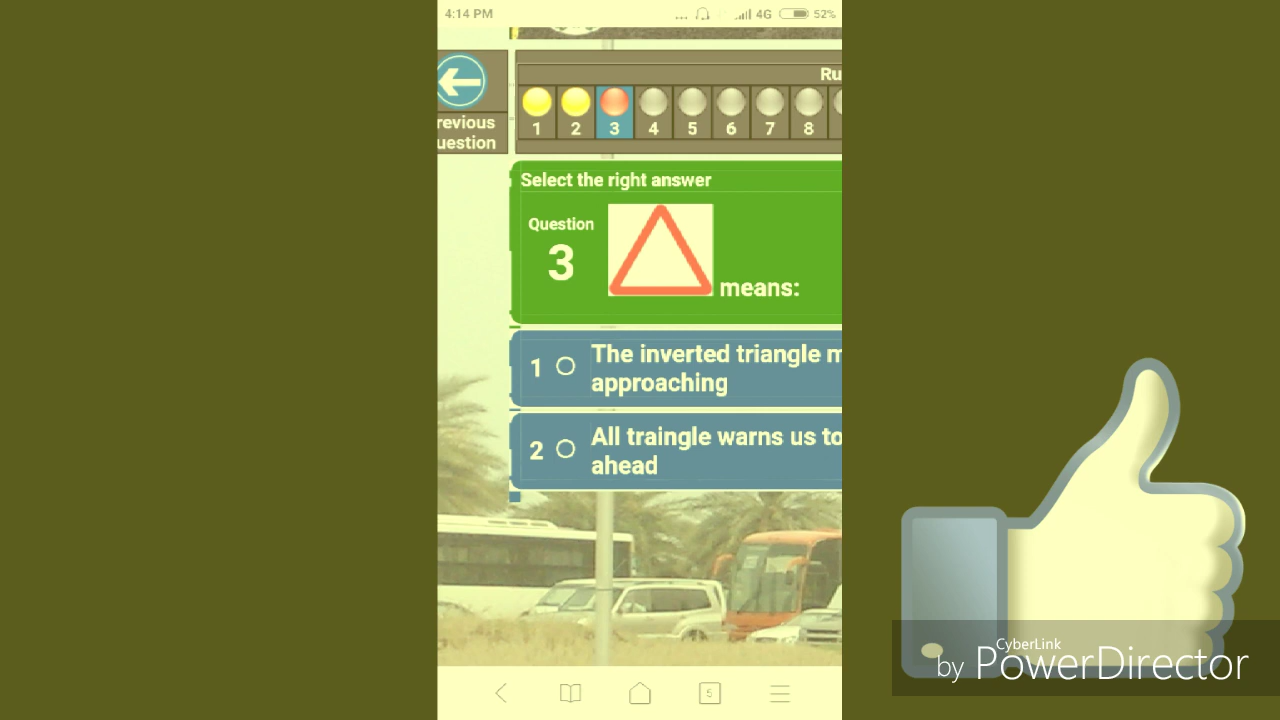 4:14 PM
... 4G 52%
Ru
1 2 3 4 5 6 7 8
revious
uestion
Select the right answer
Question
3
means:
1 The inverted triangle m
approaching
2 All traingle warns us to
ahead
5
CyberLink
by PowerDirector